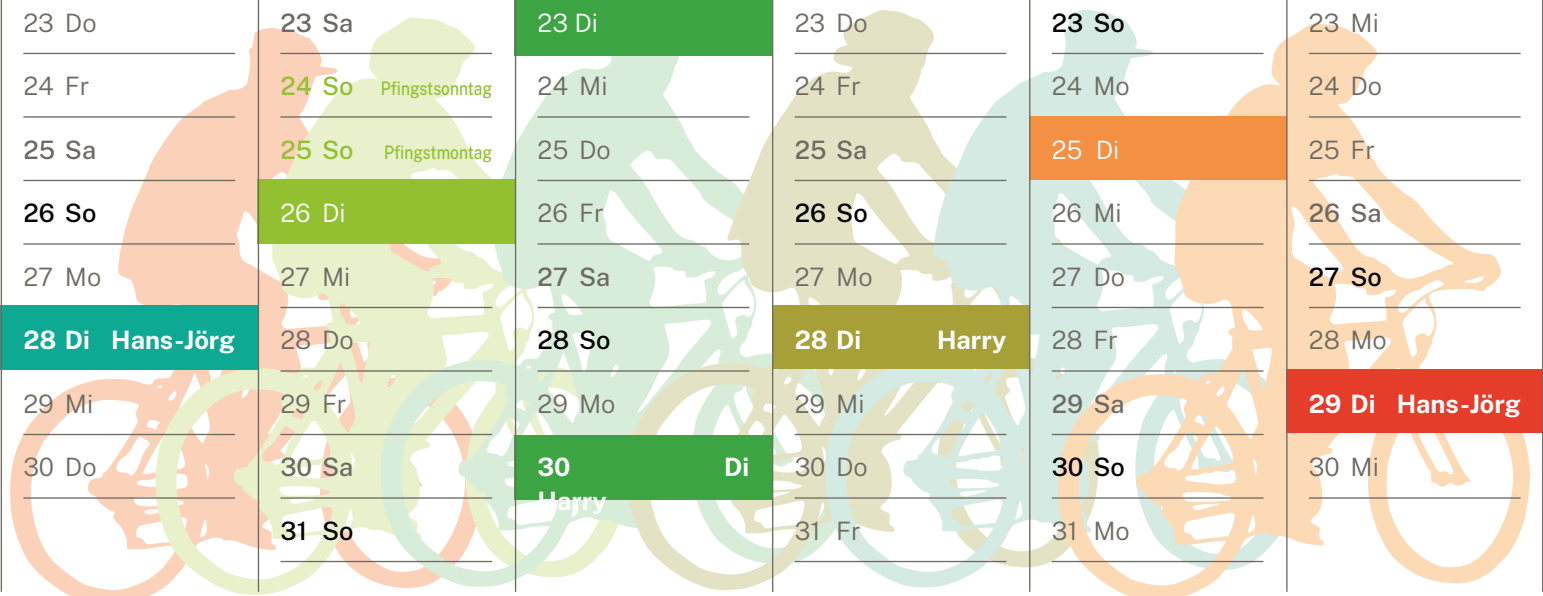 23 Do
24 Fr
25 Sa
26 So
27 Mo
28 Di Hans-Jörg
29 Mi
30 Do
23 Sa
24 So Pfingstsonntag
25 So Pfingstmontag
26 Di
27 Mi
28 Do
29 Fr
30 Sa
31 So
23 Di
24 Mi
25 Do
26 Fr
27 Sa
28 So
29 Mo
30 Di
Harry
23 Do
24 Fr
25 Sa
26 So
27 Mo
28 Di Harry
29 Mi
30 Do
31 Fr
23 So
24 Mo
25 Di
26 Mi
27 Do
28 Fr
29 Sa
30 So
31 Mo
23 Mi
24 Do
25 Fr
26 Sa
27 So
28 Mo
29 Di Hans-Jörg
30 Mi